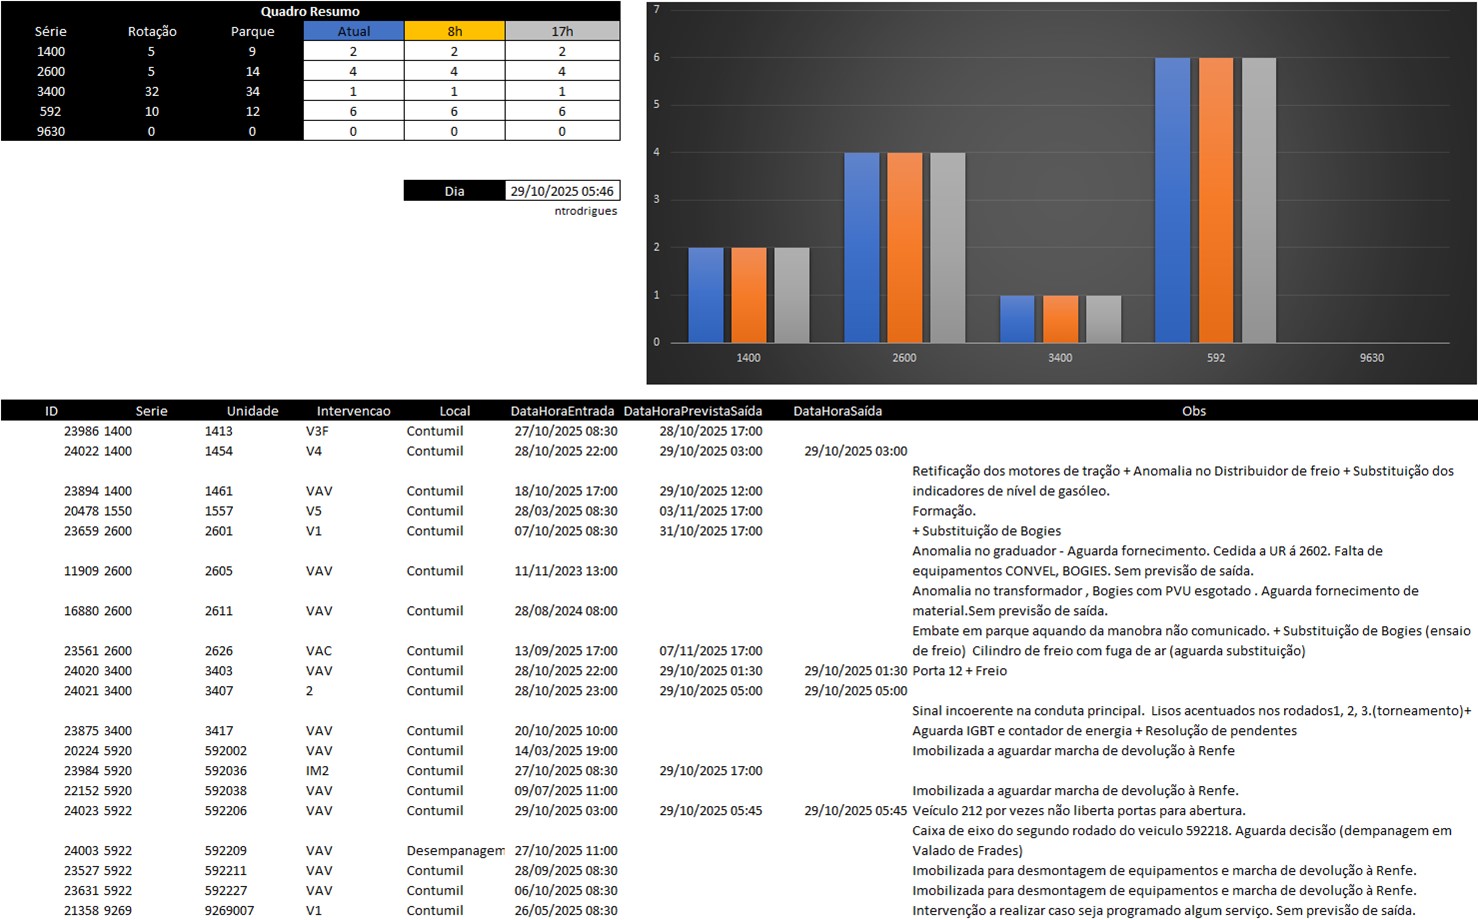 Quadro Resumo
Série Rotação Parque Atual 8h 17h
1400 5 9 2 2 2
2600 5 14 4 4 4
3400 32 34 1 1 1
592 10 12 6 6 6
9630 0 0 0 0 0
Dia 29/10/2025 05:46
ntrodrigues
7
6
5
4
3
2
1
0
1400 2600 3400 592 9630
ID Serie Unidade Intervencao Local DataHoraEntrada DataHoraPrevistaSaída DataHoraSaída Obs
23986 1400 1413 V3F Contumil 27/10/2025 08:30 28/10/2025 17:00
24022 1400 1454 V4 Contumil 28/10/2025 22:00 29/10/2025 03:00 29/10/2025 03:00
Retificação dos motores de tração + Anomalia no Distribuidor de freio + Substituição dos
23894 1400 1461 VAV Contumil 18/10/2025 17:00 29/10/2025 12:00 indicadores de nível de gasóleo.
20478 1550 1557 V5 Contumil 28/03/2025 08:30 03/11/2025 17:00 Formação.
23659 2600 2601 V1 Contumil 07/10/2025 08:30 31/10/2025 17:00 + Substituição de Bogies
Anomalia no graduador - Aguarda fornecimento. Cedida a UR á 2602. Falta de
11909 2600 2605 VAV Contumil 11/11/2023 13:00 equipamentos CONVEL, BOGIES. Sem previsão de saída.
Anomalia no transformador , Bogies com PVU esgotado . Aguarda fornecimento de
16880 2600 2611 VAV Contumil 28/08/2024 08:00 material.Sem previsão de saída.
Embate em parque aquando da manobra não comunicado. + Substituição de Bogies (ensaio
23561 2600 2626 VAC Contumil 13/09/2025 17:00 07/11/2025 17:00 de freio)  Cilindro de freio com fuga de ar (aguarda substituição)
24020 3400 3403 VAV Contumil 28/10/2025 22:00 29/10/2025 01:30 29/10/2025 01:30 Porta 12 + Freio
24021 3400 3407 2 Contumil 28/10/2025 23:00 29/10/2025 05:00 29/10/2025 05:00
Sinal incoerente na conduta principal.  Lisos acentuados nos rodados1, 2, 3.(torneamento)+
23875 3400 3417 VAV Contumil 20/10/2025 10:00 Aguarda IGBT e contador de energia + Resolução de pendentes
20224 5920 592002 VAV Contumil 14/03/2025 19:00 Imobilizada a aguardar marcha de devolução à Renfe
23984 5920 592036 IM2 Contumil 27/10/2025 08:30 29/10/2025 17:00
22152 5920 592038 VAV Contumil 09/07/2025 11:00 Imobilizada a aguardar marcha de devolução à Renfe.
24023 5922 592206 VAV Contumil 29/10/2025 03:00 29/10/2025 05:45 29/10/2025 05:45 Veículo 212 por vezes não liberta portas para abertura.
Caixa de eixo do segundo rodado do veiculo 592218. Aguarda decisão (dempanagem em
24003 5922 592209 VAV Desempanagem 27/10/2025 11:00 Valado de Frades)
23527 5922 592211 VAV Contumil 28/09/2025 08:30 Imobilizada para desmontagem de equipamentos e marcha de devolução à Renfe.
23631 5922 592227 VAV Contumil 06/10/2025 08:30 Imobilizada para desmontagem de equipamentos e marcha de devolução à Renfe.
21358 9269 9269007 V1 Contumil 26/05/2025 08:30 Intervenção a realizar caso seja programado algum serviço. Sem previsão de saída.